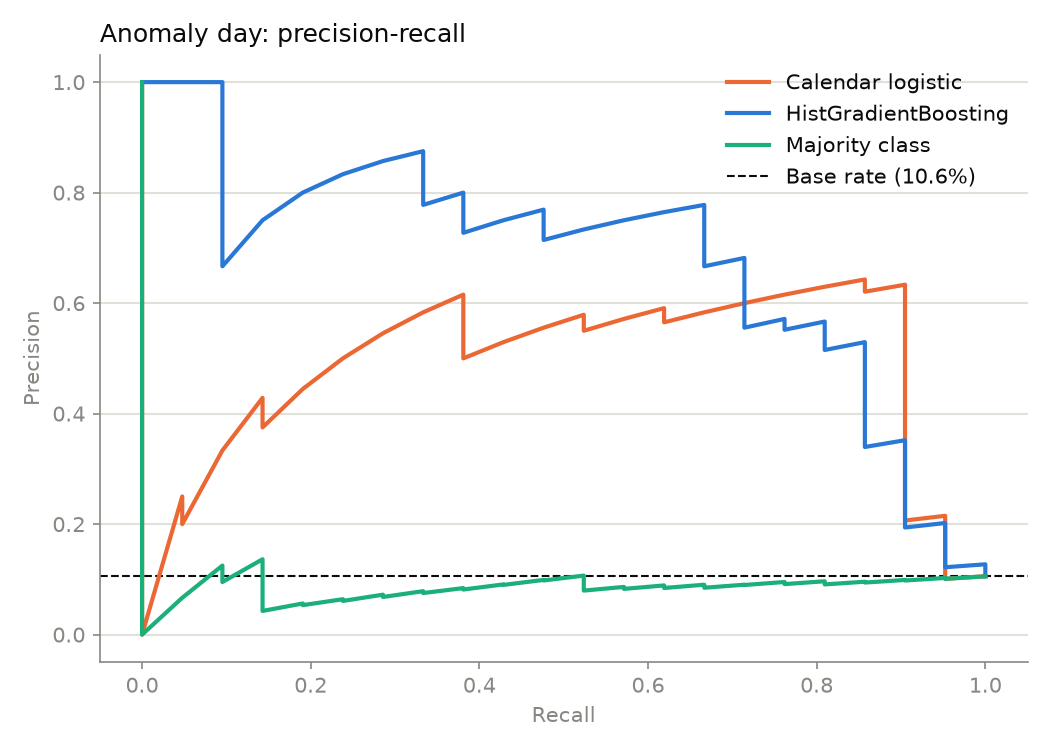 Anomaly day: precision-recall
Calendar logistic
HistGradientBoosting
Majority class
Base rate (10.6%)
Precision
1.0
0.8
0.6
0.4
0.2
0.0
0.0 0.2 0.4 0.6 0.8 1.0
Recall